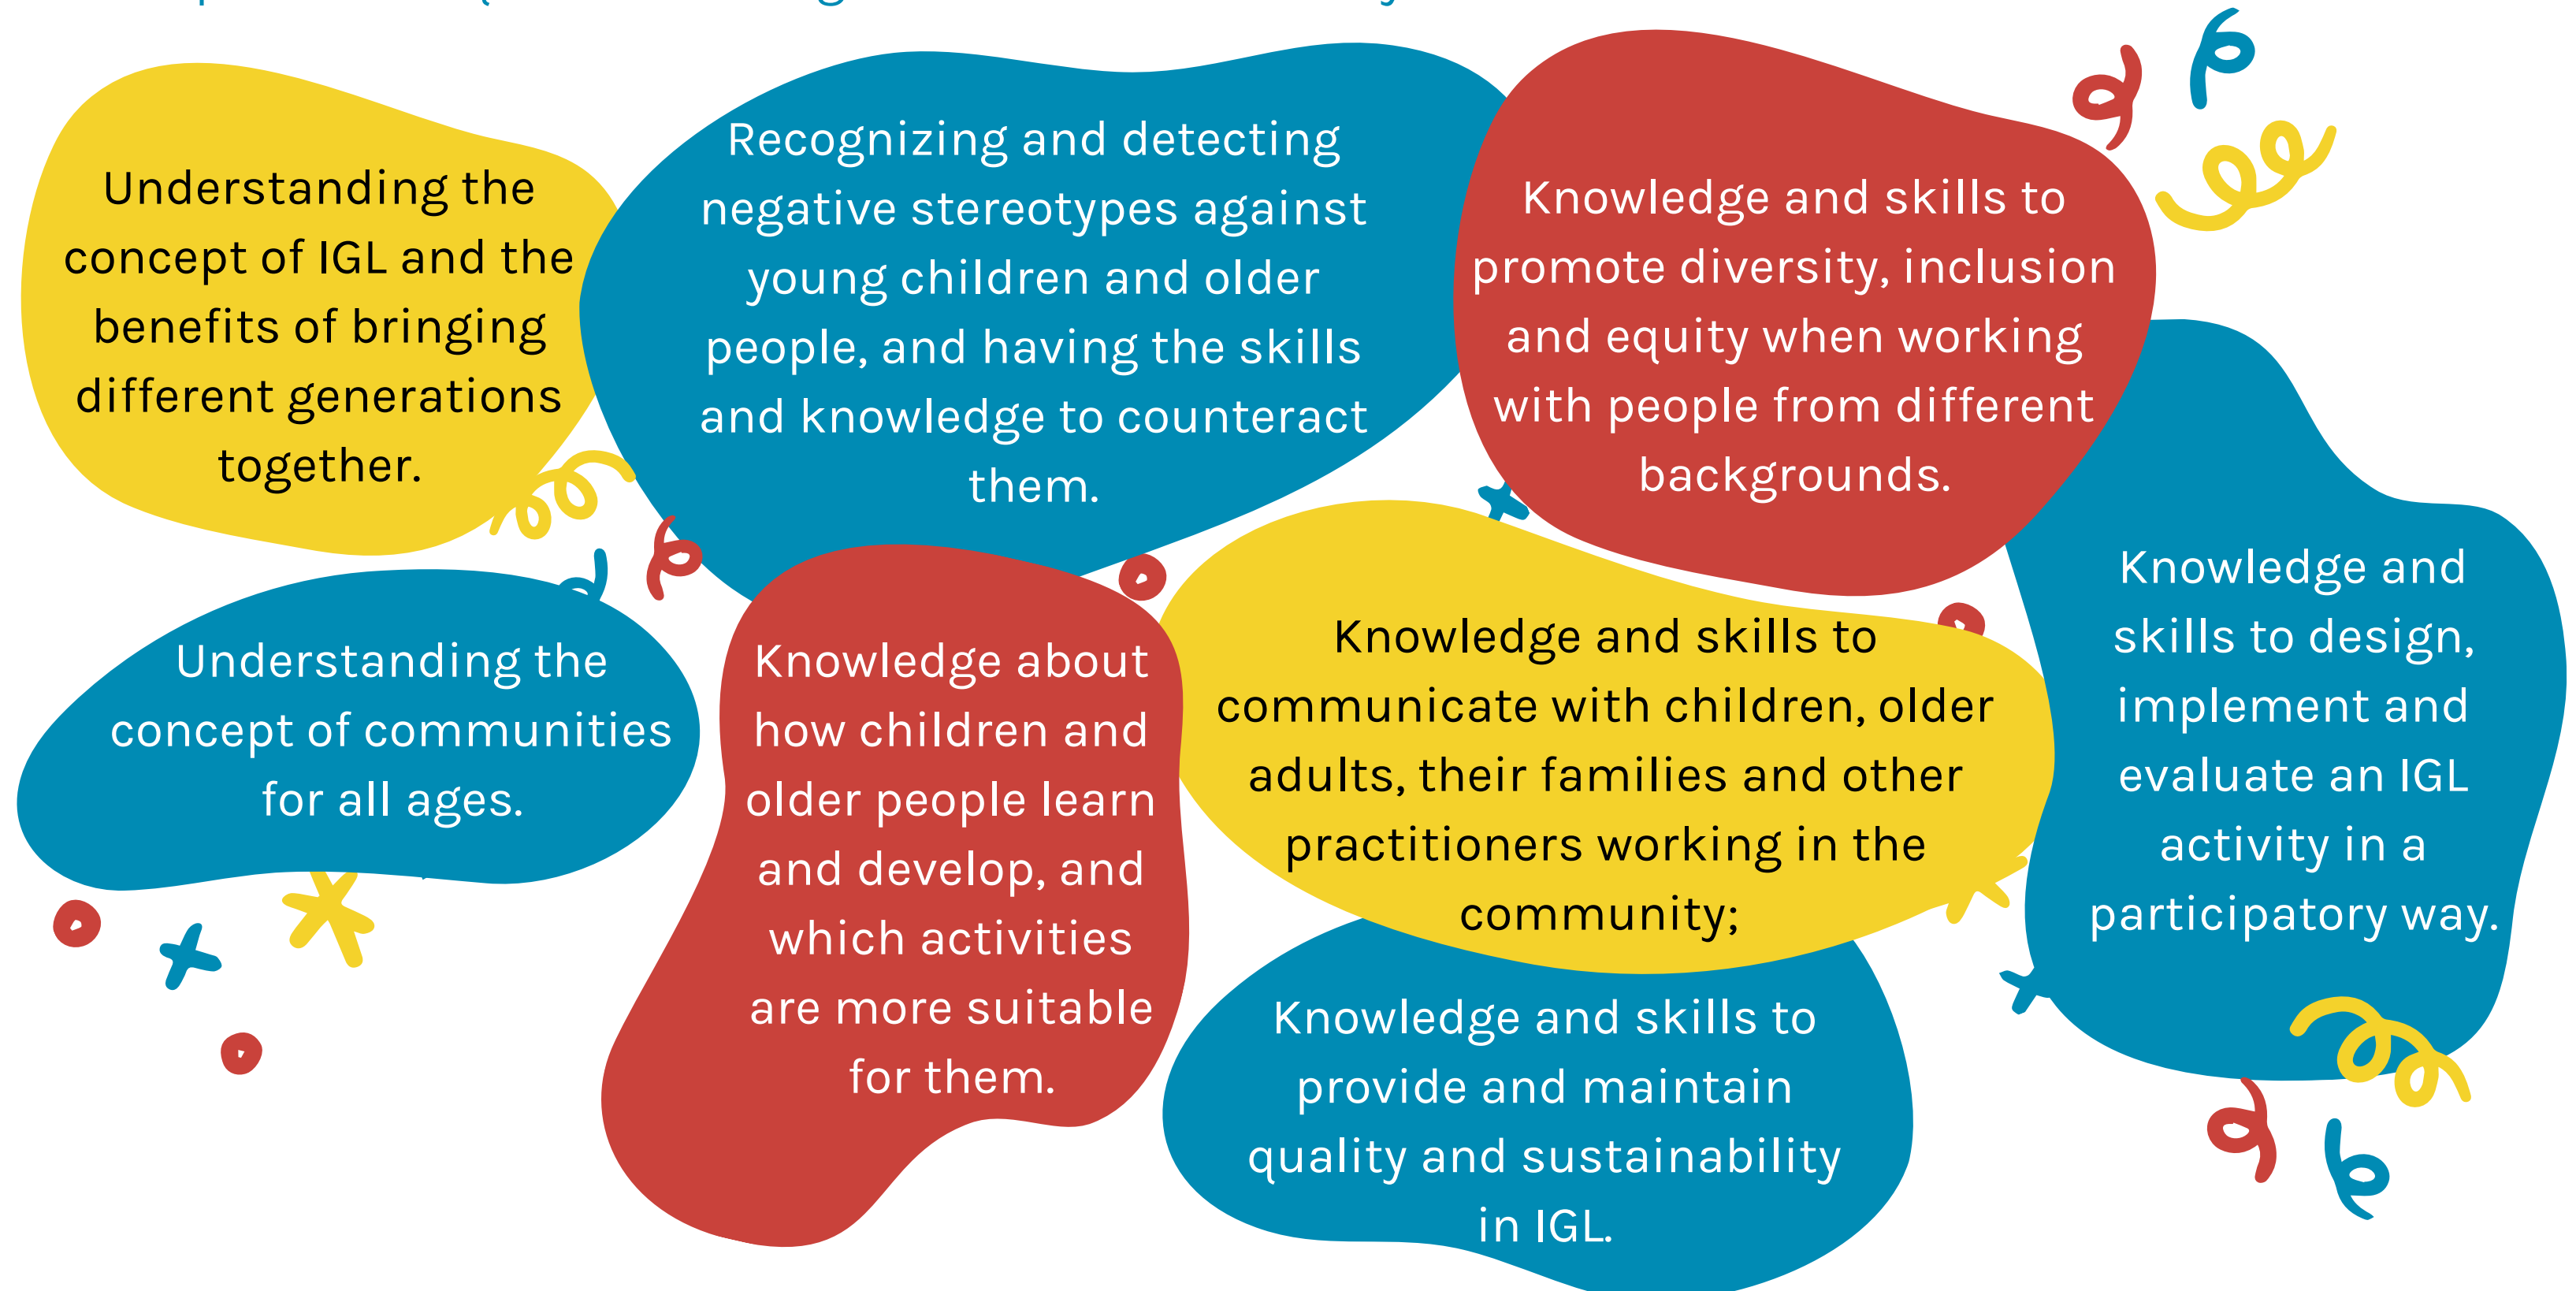 Understanding the
concept of IGL and the
benefits of bringing
different generations
together.
Recognizing and detecting
negative stereotypes against
young children and older
people, and having the skills
and knowledge to counteract
them.
Knowledge and skills to
promote diversity, inclusion
and equity when working
with people from different
backgrounds.
Understanding the
concept of communities
for all ages.
Knowledge about
how children and
older people learn
and develop, and
which activities
are more suitable
for them.
Knowledge and skills to
communicate with children, older
adults, their families and other
practitioners working in the
community;
Knowledge and
skills to design,
implement and
evaluate an IGL
activity in a
participatory way.
Knowledge and skills to
provide and maintain
quality and sustainability
in IGL.